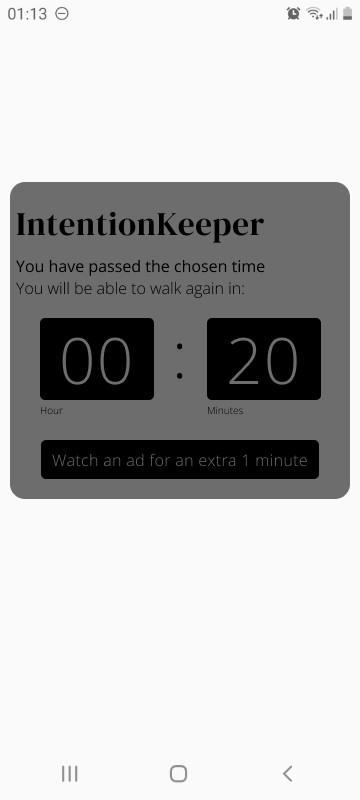 01:13
IntentionKeeper
You have passed the chosen time
You will be able to walk again in:
00 : 20
Hour Minutes
Watch an ad for an extra 1 minute